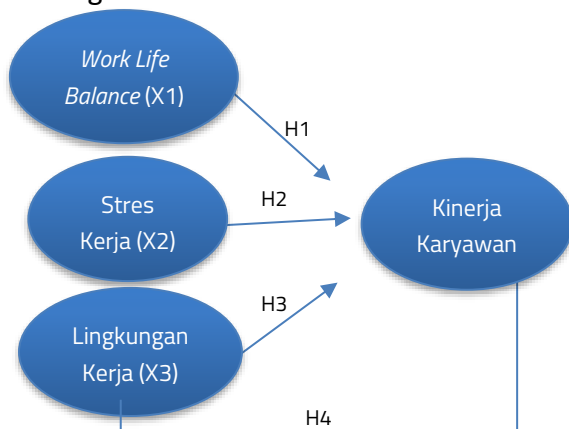 Work Life
Balance (X1)
H1
Stres
Kerja (X2)
H2
Kinerja
Karyawan
H3
Lingkungan
Kerja (X3)
H4